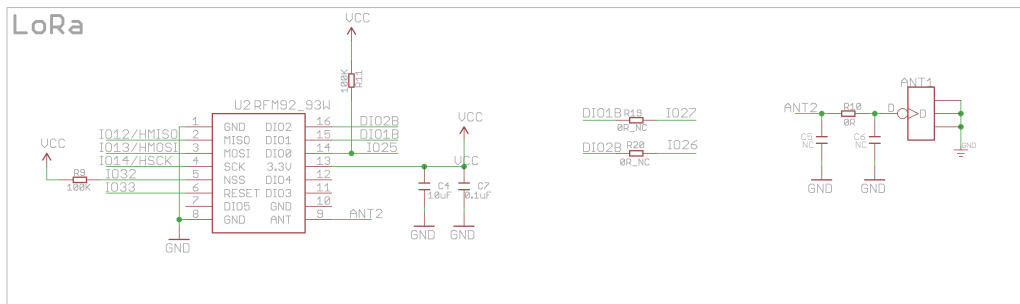 LoRa
VCC
100K
R11
U2 RFM92_93W
1 GND DIO2 16 DIO2B
IO12/HMISO 2 MISO DIO1 15 DIO1B
IO13/HMOSI 3 MOSI DIO0 14 IO25
IO14/HSCK 4 SCK 3.3V 13 VCC
IO32 5 NSS DIO4 12
IO33 6 RESET DIO3 11
7 DIO5 GND 10
8 GND ANT 9 ANT2
VCC
R9
100K
GND
VCC
C4
10uF
C7
0.1uF
GND
GND
DIO1B R19 IO27
0R_NC
DIO2B R20 IO26
0R_NC
ANT1
ANT2 R10 D D
0R
C5
NC
C6
NC
GND
GND
GND